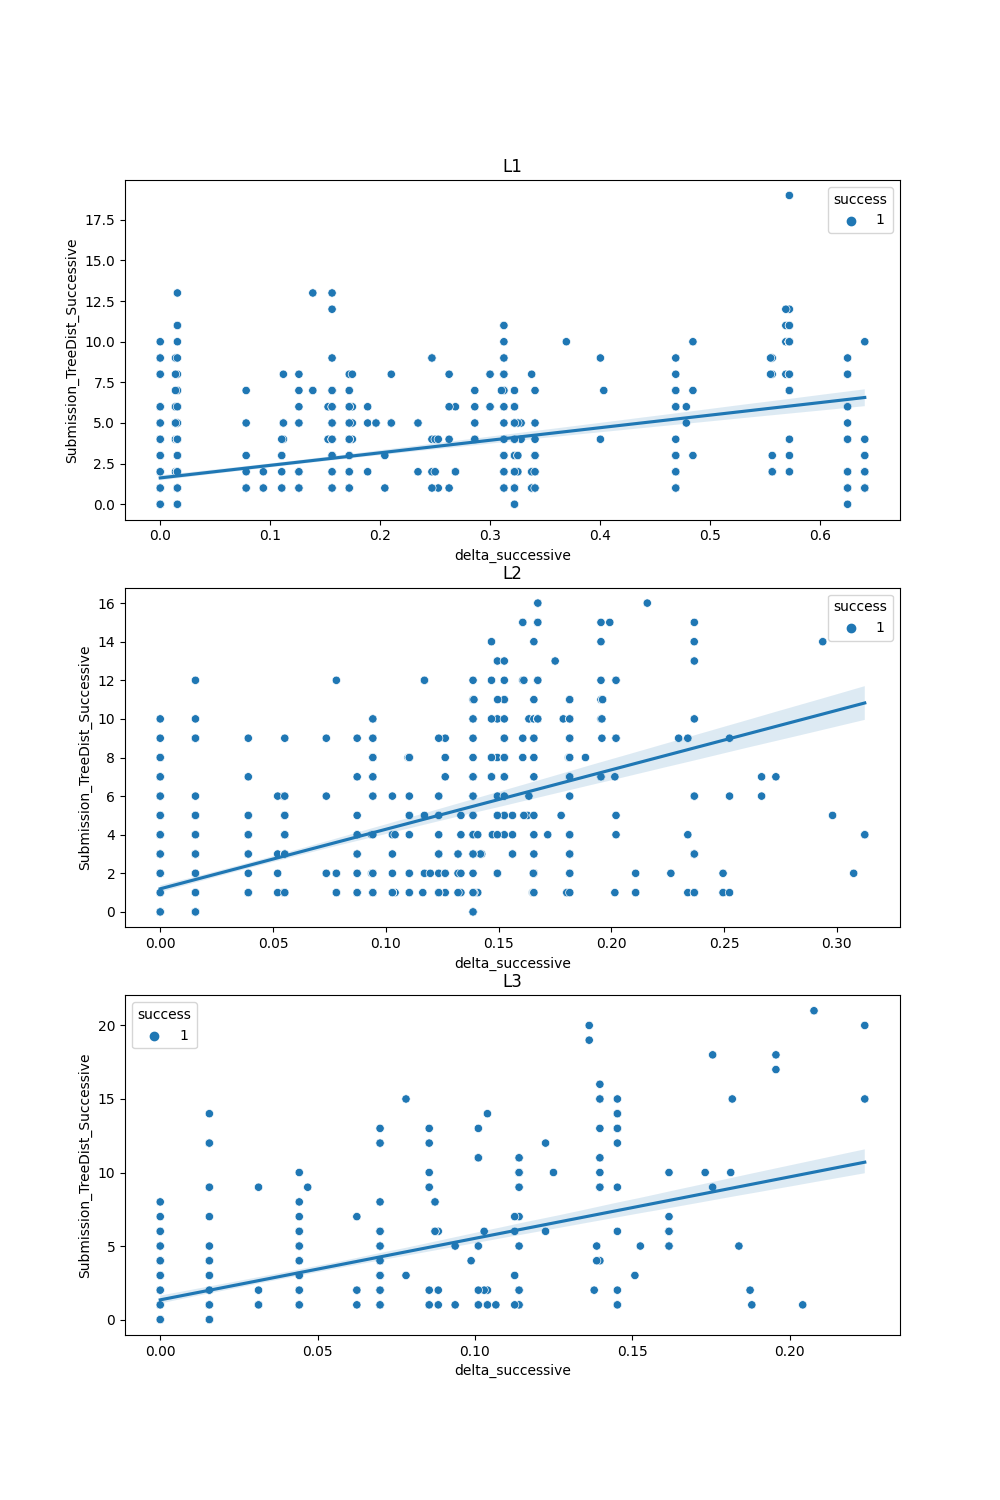 L1
success
1
17.5
15.0
12.5
10.0
7.5
5.0
2.5
0.0
Submission_TreeDist_Successive
0.0 0.1 0.2 0.3 0.4 0.5 0.6
delta_successive
L2
success
1
16
14
12
10
8
6
4
2
0
Submission_TreeDist_Successive
0.00 0.05 0.10 0.15 0.20 0.25 0.30
delta_successive
L3
success
1
20
15
10
5
0
Submission_TreeDist_Successive
0.00 0.05 0.10 0.15 0.20
delta_successive